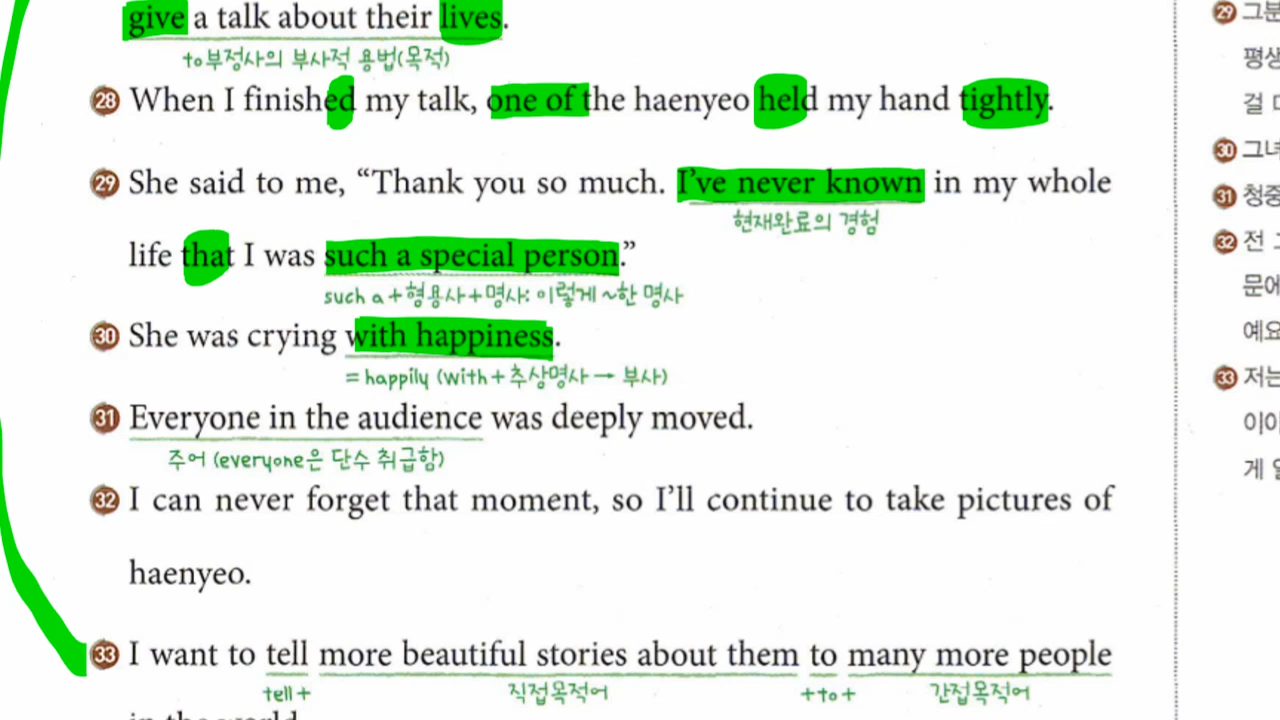 give a talk about their lives.
to부정사의 부사적 용법(목적)
28 When I finished my talk, one of the haenyeo held my hand tightly.
29 She said to me, “Thank you so much. I’ve never known in my whole
현재완료의 경험
life that I was such a special person.”
such a+형용사+명사: 이렇게 ~한 명사
30 She was crying with happiness.
= happily (with+추상명사 → 부사)
31 Everyone in the audience was deeply moved.
주어 (everyone은 단수 취급함)
32 I can never forget that moment, so I’ll continue to take pictures of
haenyeo.
33 I want to tell more beautiful stories about them to many more people
tell+ 직접목적어 +to+ 간접목적어
in the world.
29 그분
평생
걸
30 그녀
31 청중
32 전
문에
예요
33 저는
이야
게